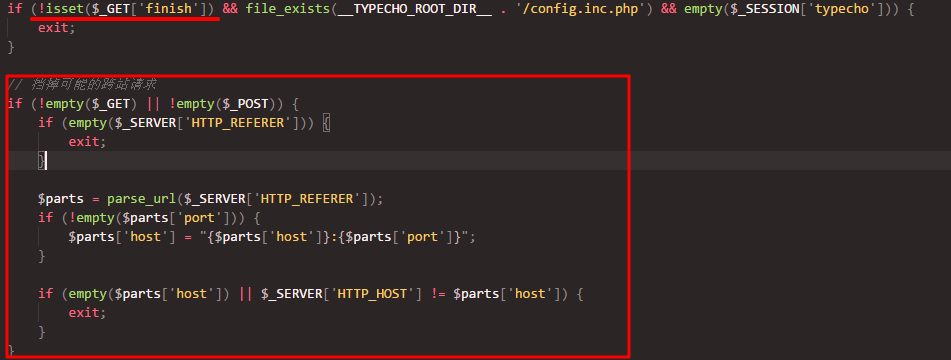 if (!isset($_GET['finish']) && file_exists(__TYPECHO_ROOT_DIR__ . '/config.inc.php') && empty($_SESSION['typecho'])) {
    exit;
}
// 挡掉可能的跨站请求
if (!empty($_GET) || !empty($_POST)) {
    if (empty($_SERVER['HTTP_REFERER'])) {
        exit;
    }
    $parts = parse_url($_SERVER['HTTP_REFERER']);
    if (!empty($parts['port'])) {
        $parts['host'] = "{$parts['host']}:{$parts['port']}";
    }
    if (empty($parts['host']) || $_SERVER['HTTP_HOST'] != $parts['host']) {
        exit;
    }
}